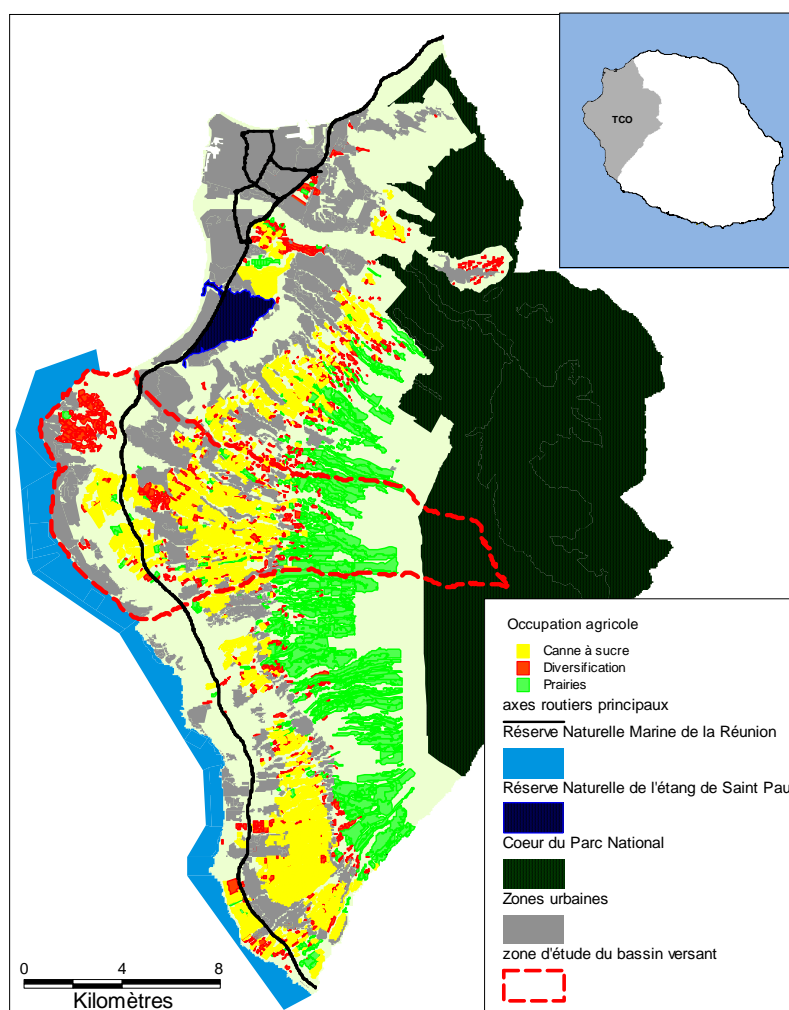 TCO
Occupation agricole
Canne à sucre
Diversification
Prairies
axes routiers principaux
Réserve Naturelle Marine de la Réunion
Réserve Naturelle de l'étang de Saint Pau
Coeur du Parc National
Zones urbaines
zone d'étude du bassin versant
0 4 8
Kilomètres